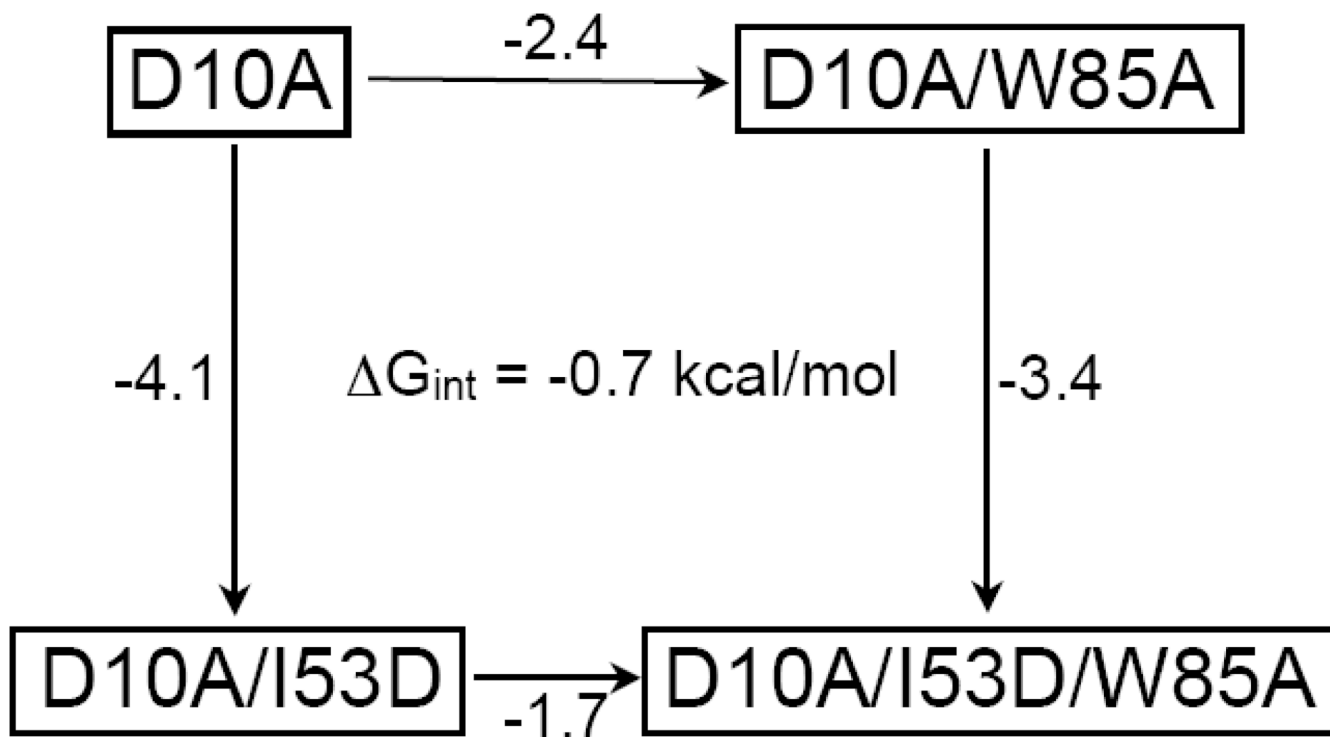 -2.4
D10A
D10A/W85A
-4.1
ΔGint = -0.7 kcal/mol
-3.4
D10A/I53D
D10A/I53D/W85A
-1.7